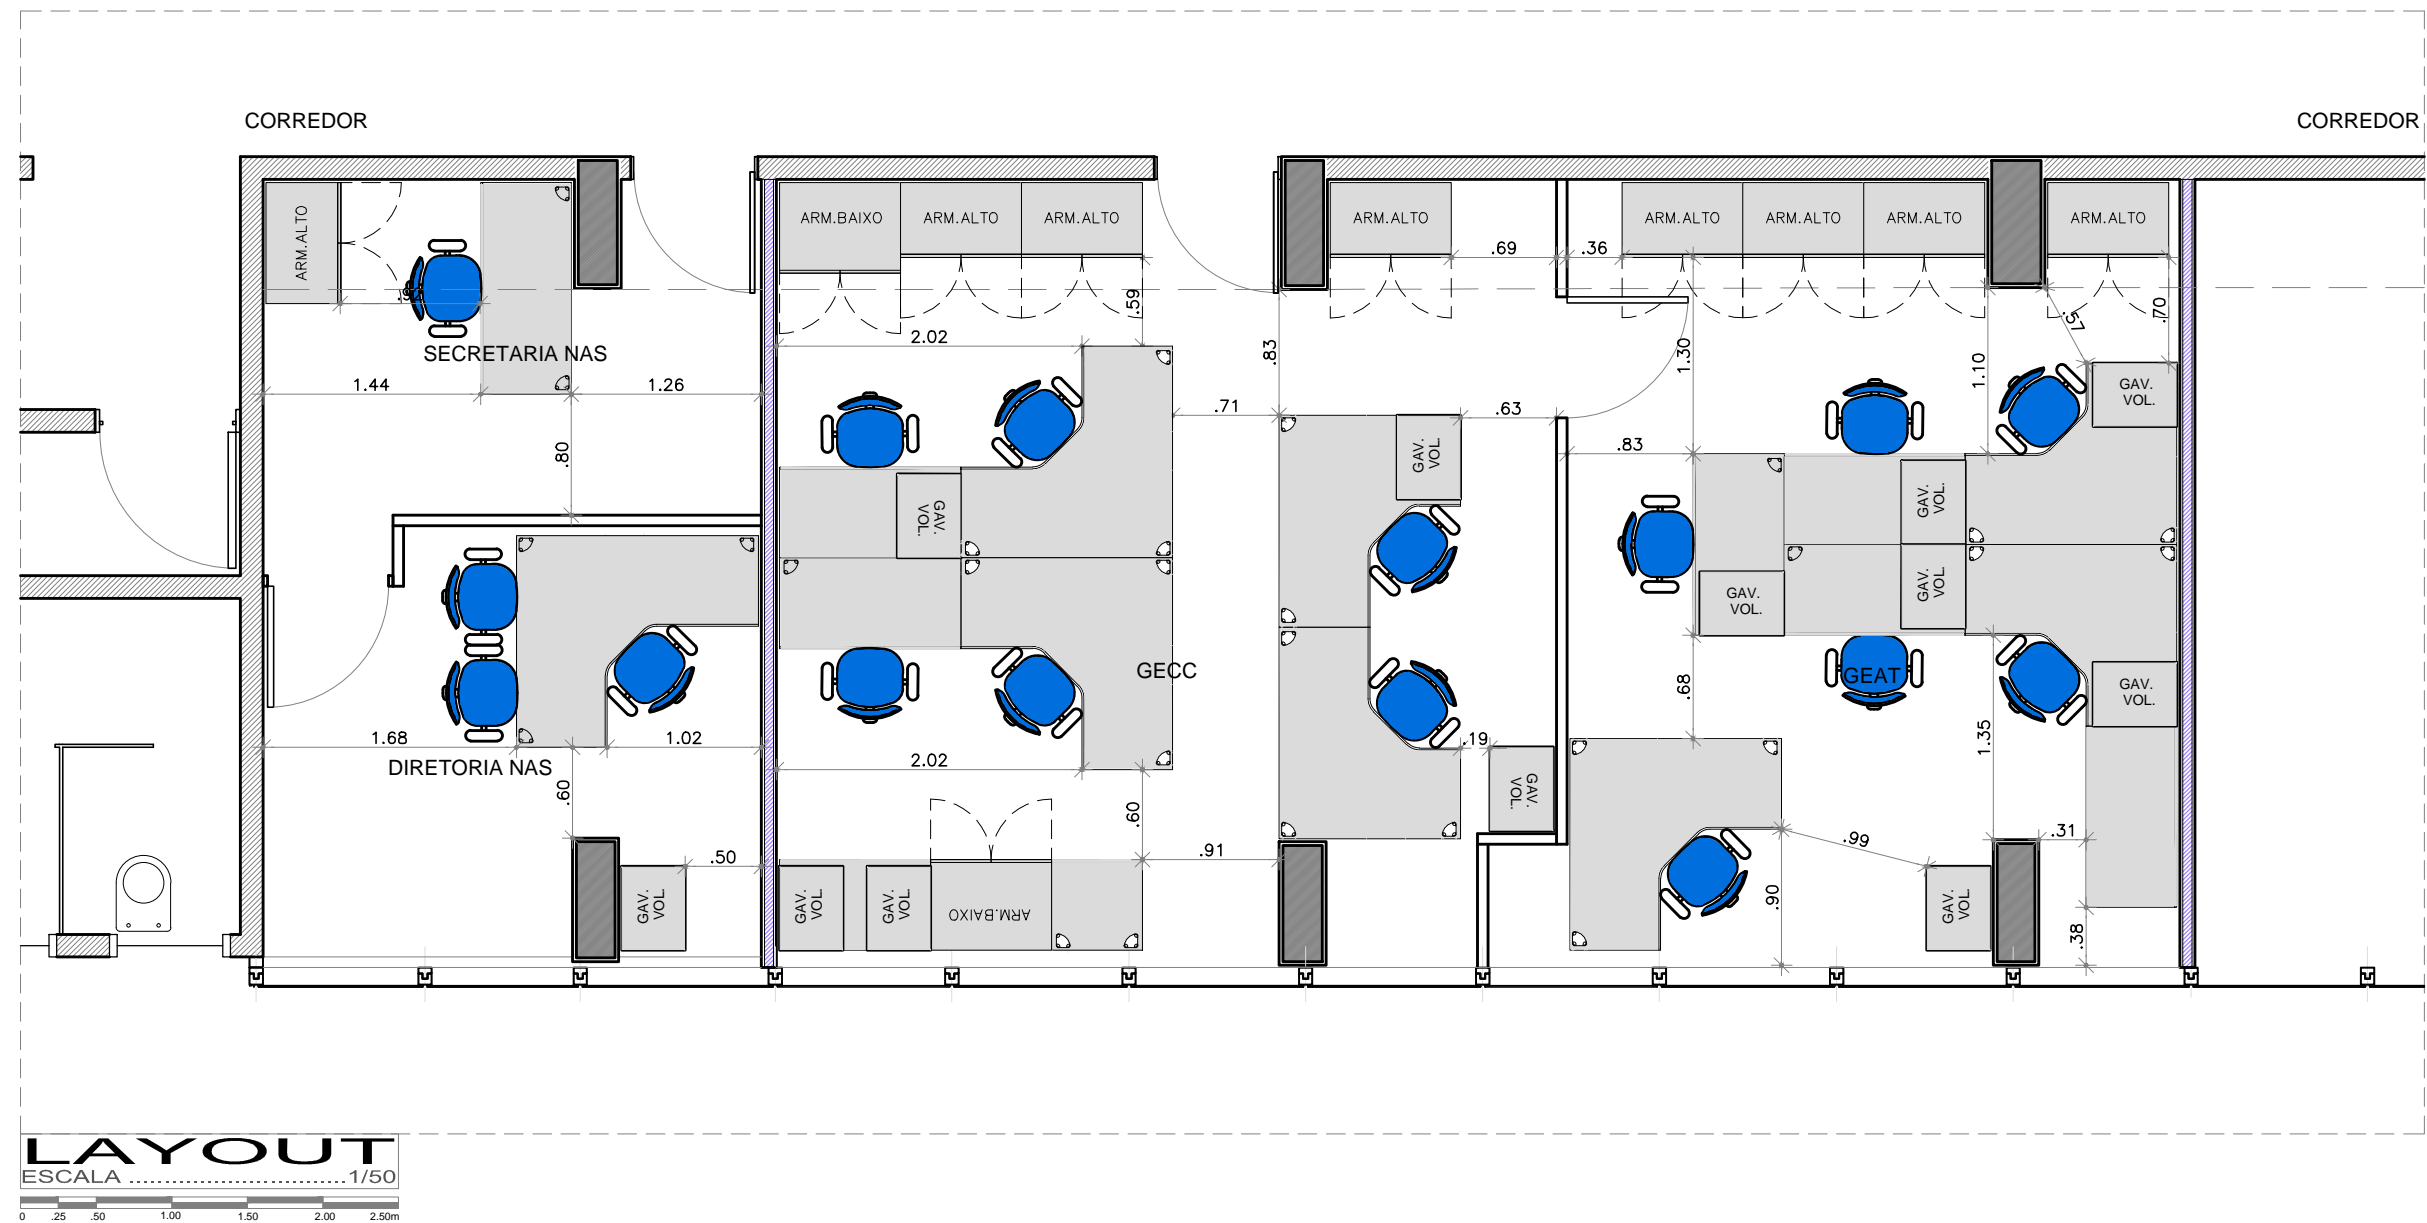 CORREDOR
CORREDOR
ARM.ALTO
ARM.BAIXO
ARM.ALTO
ARM.ALTO
ARM.ALTO
ARM.ALTO
ARM.ALTO
ARM.ALTO
ARM.ALTO
.69
.36
.59
.57
.70
2.02
.83
1.30
1.10
SECRETARIA NAS
1.44
1.26
.71
.63
GAV.
VOL.
.80
.83
GAV.
VOL.
GAV.
VOL
GAV.
VOL.
GAV.
VOL.
GAV.
VOL.
GECC
GEAT
.68
GAV.
VOL.
1.68
1.02
.19
1.35
DIRETORIA NAS
2.02
.60
.60
GAV.
VOL.
.50
.91
.99
.31
.90
GAV.
VOL
GAV.
VOL
GAV.
VOL
ARM.BAIXO
GAV.
VOL
.38
LAYOUT
ESCALA ........................... 1/50
0 .25 .50 1.00 1.50 2.00 2.50m